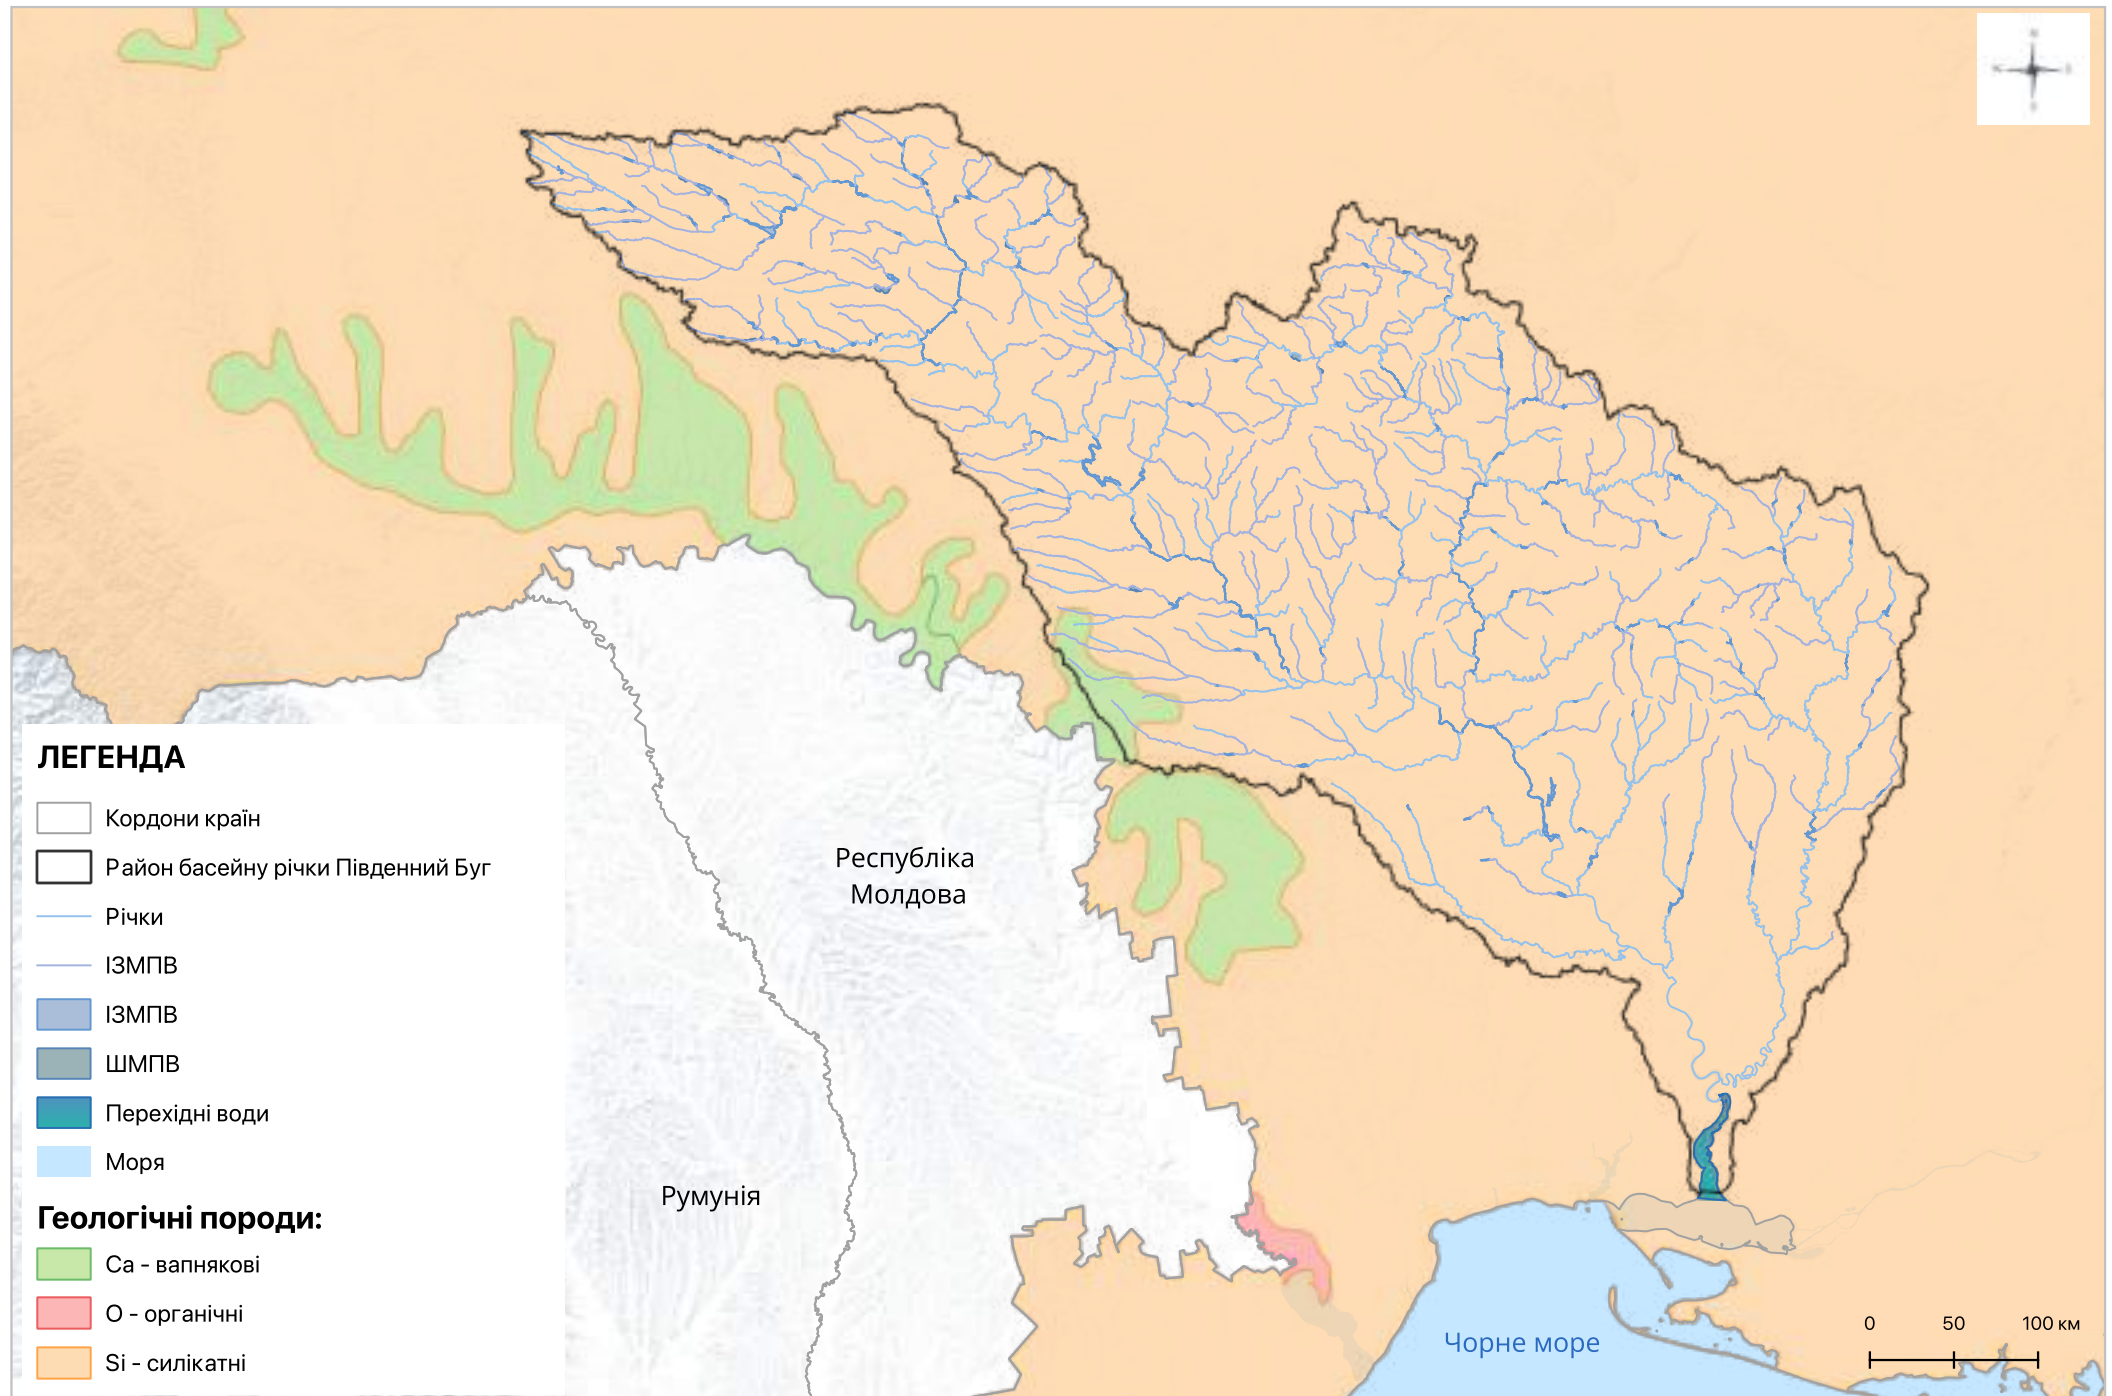 Республіка
Молдова
Румунія
Чорне море
0 50 100 км
ЛЕГЕНДА
Кордони країн
Район басейну річки Південний Буг
Річки
ІЗМПВ
ІЗМПВ
ШМПВ
Перехідні води
Моря
Геологічні породи:
Ca - вапнякові
О - органічні
Si - силікатні